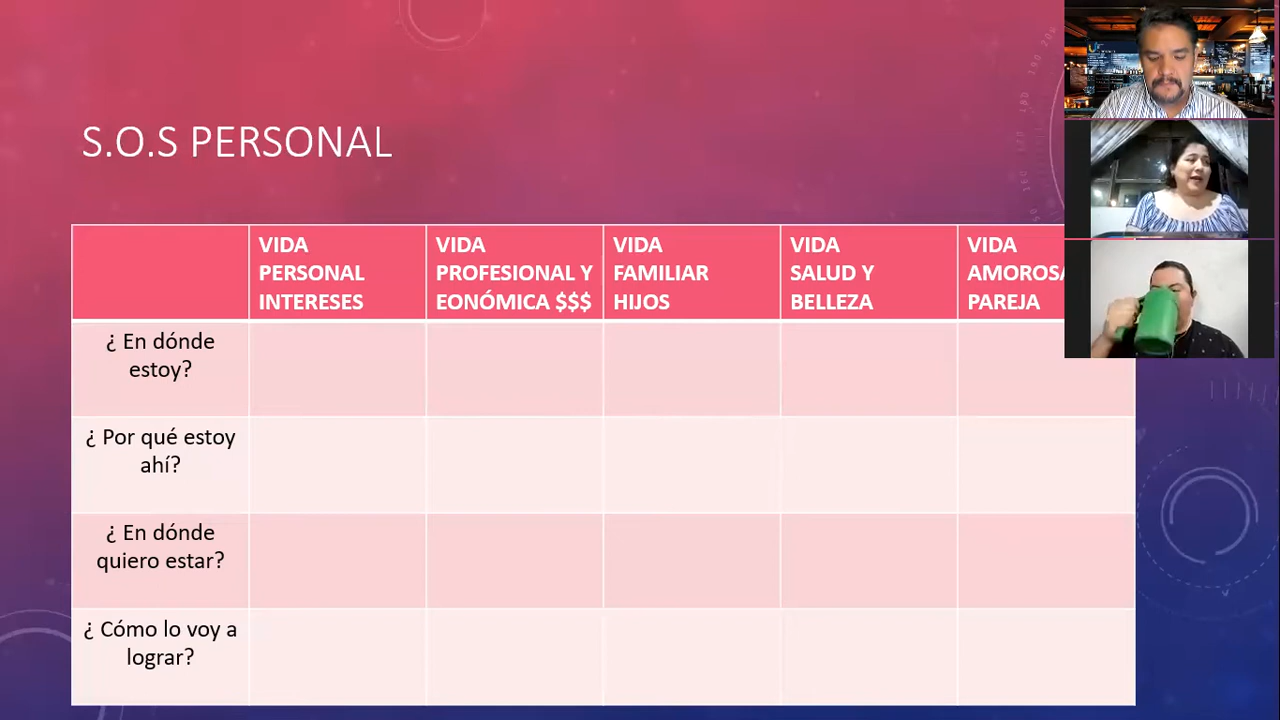 S.O.S PERSONAL
VIDA
PERSONAL
INTERESES
VIDA
PROFESIONAL Y
EONÓMICA $$$
VIDA
FAMILIAR
HIJOS
VIDA
SALUD Y
BELLEZA
VIDA
AMOROSA
PAREJA
¿ En dónde
estoy?
¿ Por qué estoy
ahí?
¿ En dónde
quiero estar?
¿ Cómo lo voy a
lograr?